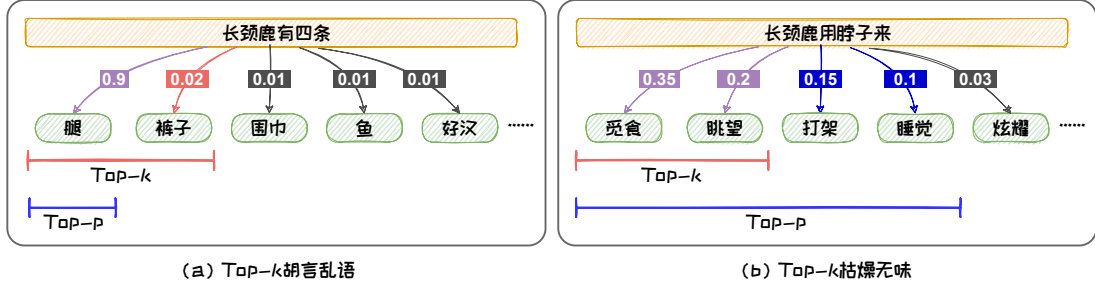 长颈鹿有四条
0.9 0.02 0.01 0.01 0.01
腿 裤子 围巾 鱼 好汉 ······
Top-k
Top-p
(a) Top-k胡言乱语
长颈鹿用脖子来
0.35 0.2 0.15 0.1 0.03
觅食 眺望 打架 睡觉 炫耀 ······
Top-k
Top-p
(b) Top-k枯燥无味